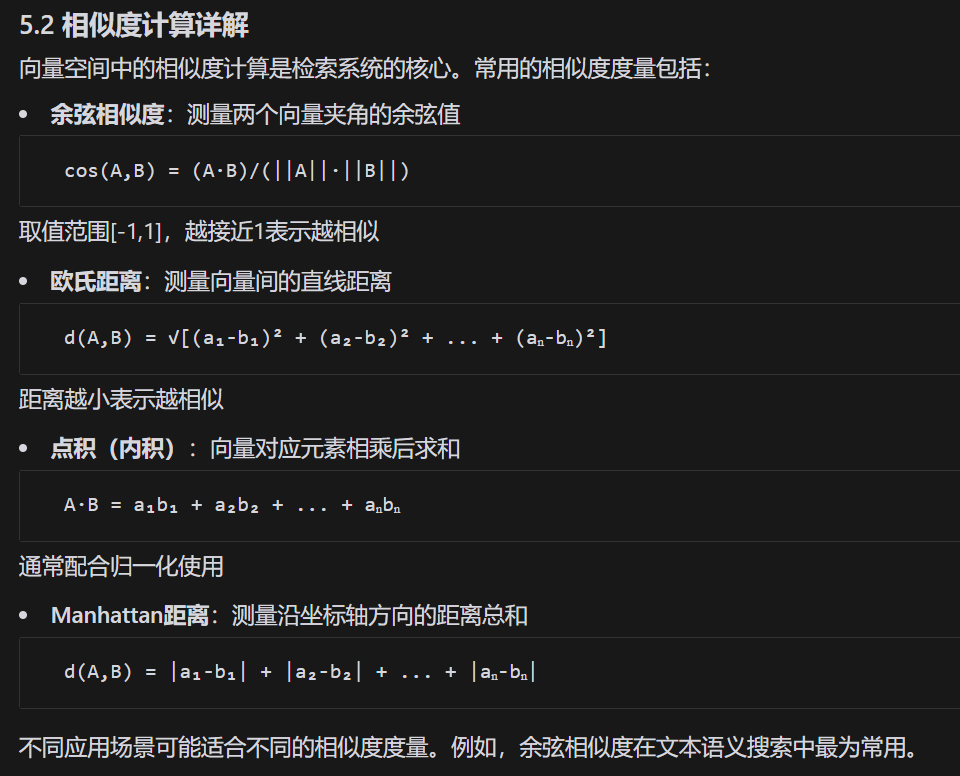 5.2 相似度计算详解
向量空间中的相似度计算是检索系统的核心。常用的相似度度量包括：
• 余弦相似度：测量两个向量夹角的余弦值
cos(A,B) = (A·B)/(||A||·||B||)
取值范围[-1,1]，越接近1表示越相似
• 欧氏距离：测量向量间的直线距离
d(A,B) = √[(a₁-b₁)² + (a₂-b₂)² + ... + (aₙ-bₙ)²]
距离越小表示越相似
• 点积（内积）：向量对应元素相乘后求和
A·B = a₁b₁ + a₂b₂ + ... + aₙbₙ
通常配合归一化使用
• Manhattan距离：测量沿坐标轴方向的距离总和
d(A,B) = |a₁-b₁| + |a₂-b₂| + ... + |aₙ-bₙ|
不同应用场景可能适合不同的相似度度量。例如，余弦相似度在文本语义搜索中最为常用。